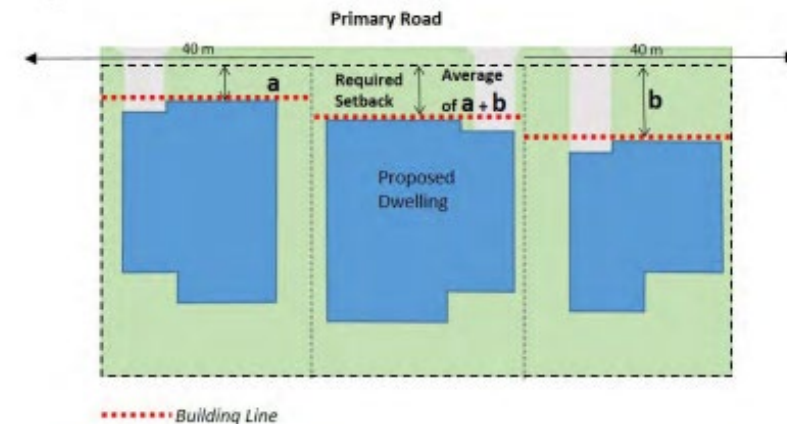 Primary Road
40 m
40 m
a
Required
Setback
Average
of a + b
b
Proposed
Dwelling
Building Line